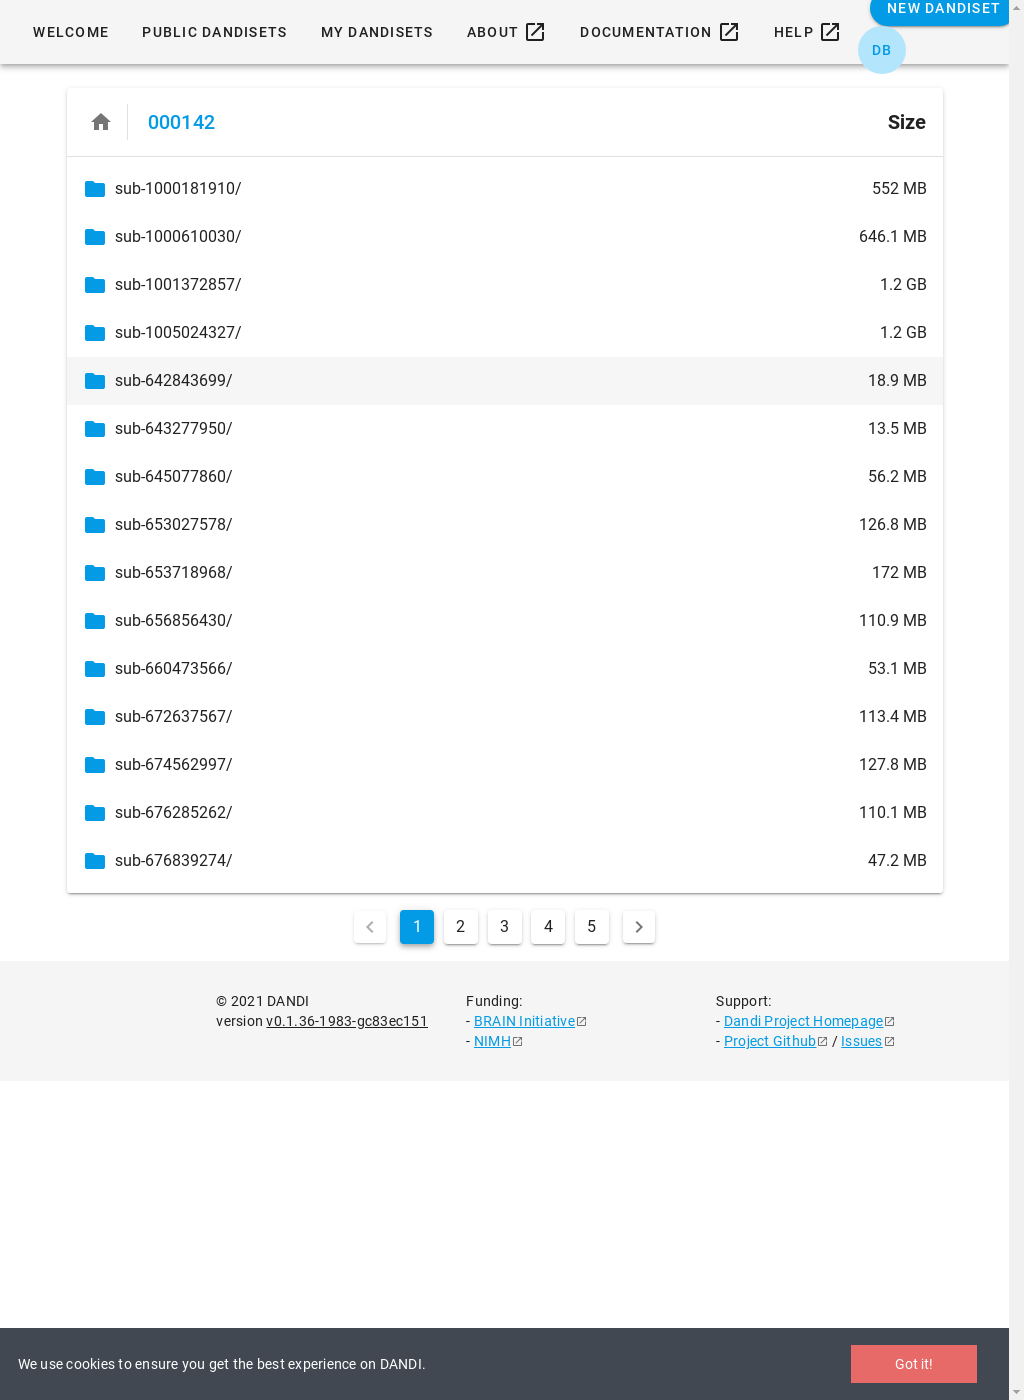 WELCOME PUBLIC DANDISETS MY DANDISETS ABOUT DOCUMENTATION HELP NEW DANDISET
DB
000142 Size
sub-1000181910/ 552 MB
sub-1000610030/ 646.1 MB
sub-1001372857/ 1.2 GB
sub-1005024327/ 1.2 GB
sub-642843699/ 18.9 MB
sub-643277950/ 13.5 MB
sub-645077860/ 56.2 MB
sub-653027578/ 126.8 MB
sub-653718968/ 172 MB
sub-656856430/ 110.9 MB
sub-660473566/ 53.1 MB
sub-672637567/ 113.4 MB
sub-674562997/ 127.8 MB
sub-676285262/ 110.1 MB
sub-676839274/ 47.2 MB
1 2 3 4 5
© 2021 DANDI
version v0.1.36-1983-gc83ec151
Funding:
- BRAIN Initiative
- NIMH
Support:
- Dandi Project Homepage
- Project Github / Issues
We use cookies to ensure you get the best experience on DANDI. Got it!